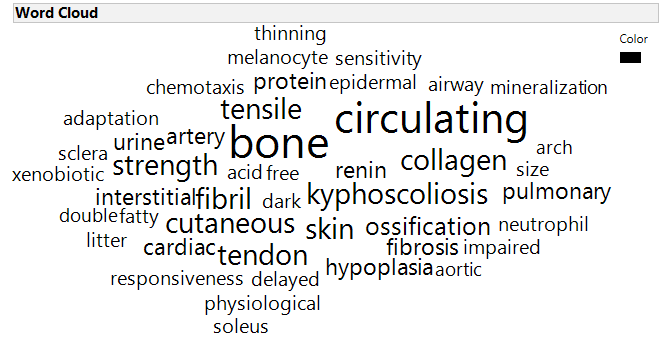 Word Cloud
thinning
Color
melanocyte sensitivity
chemotaxis protein epidermal airway mineralization
adaptation tensile circulating
urine artery bone
sclera arch
xenobiotic strength acid free renin collagen size
interstitial fibril dark kyphoscoliosis pulmonary
double fatty cutaneous skin ossification neutrophil
litter cardiac tendon fibrosis impaired
hypoplasia aortic
responsiveness delayed
physiological
soleus